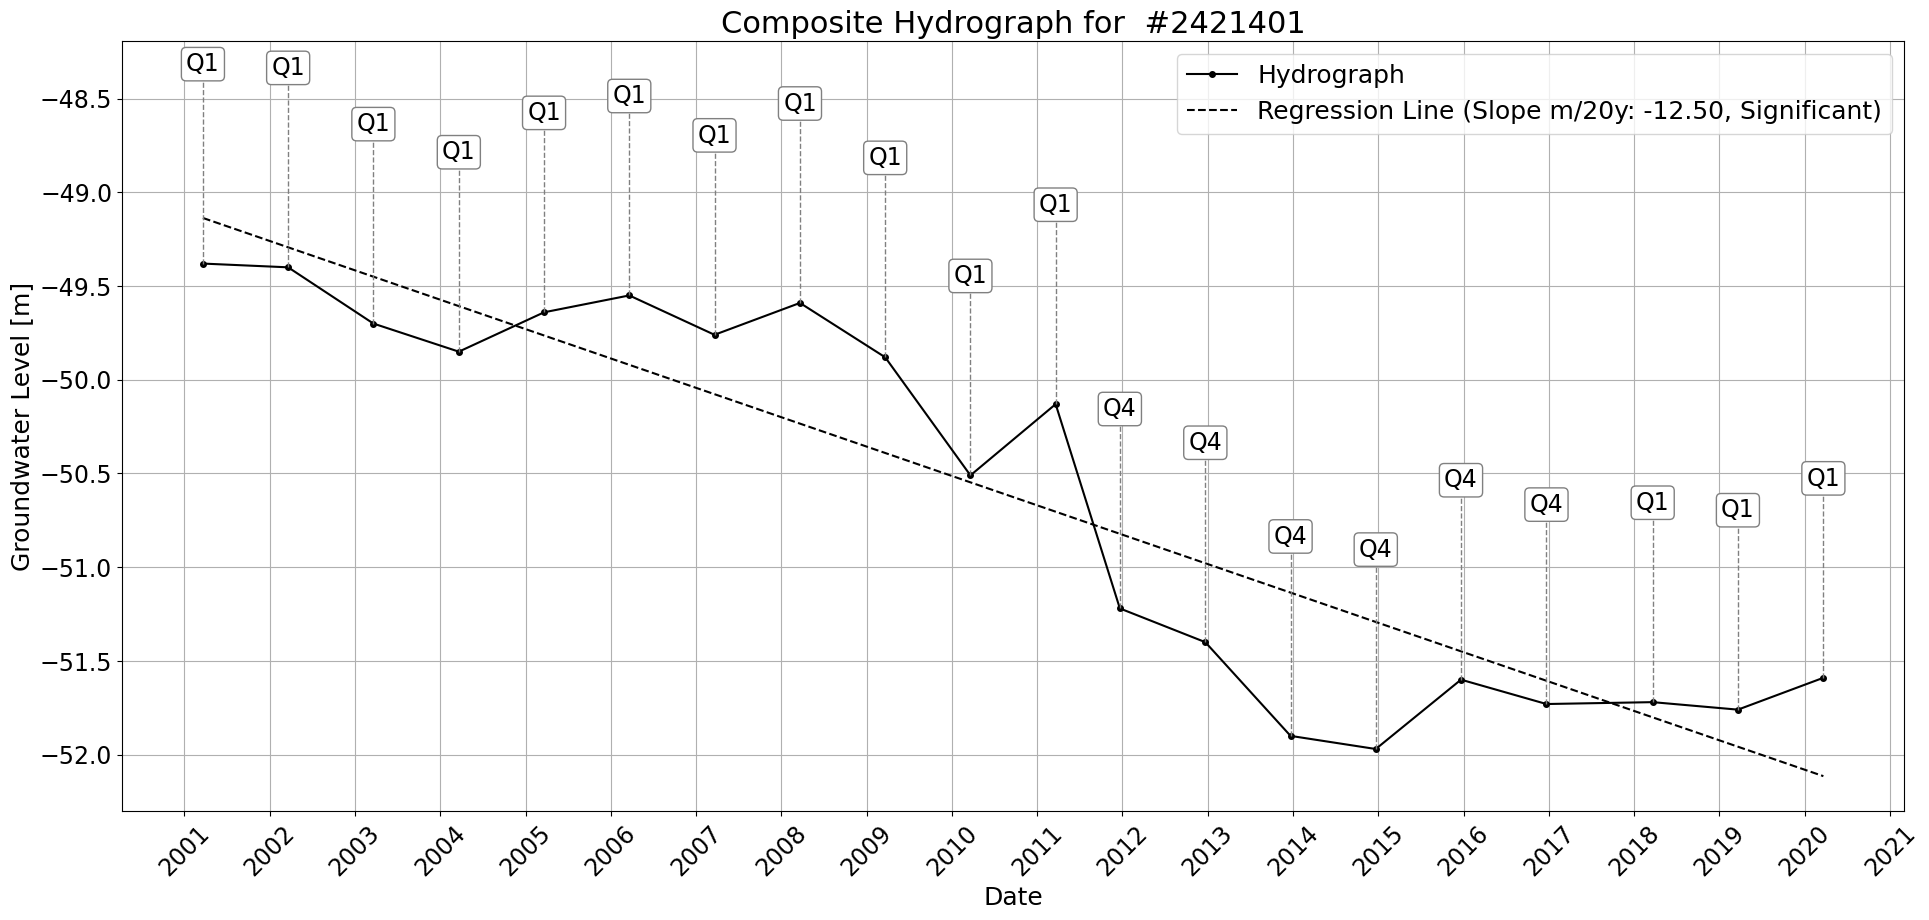 Composite Hydrograph for  #2421401
Hydrograph
Regression Line (Slope m/20y: -12.50, Significant)
Q1
Q1
Q1
Q1
Q1
Q1
Q1
Q1
Q1
Q1
Q1
Q4
Q4
Q4
Q4
Q4
Q4
Q1
Q1
Q1
Groundwater Level [m]
−48.5
−49.0
−49.5
−50.0
−50.5
−51.0
−51.5
−52.0
2001
2002
2003
2004
2005
2006
2007
2008
2009
2010
2011
2012
2013
2014
2015
2016
2017
2018
2019
2020
2021
Date